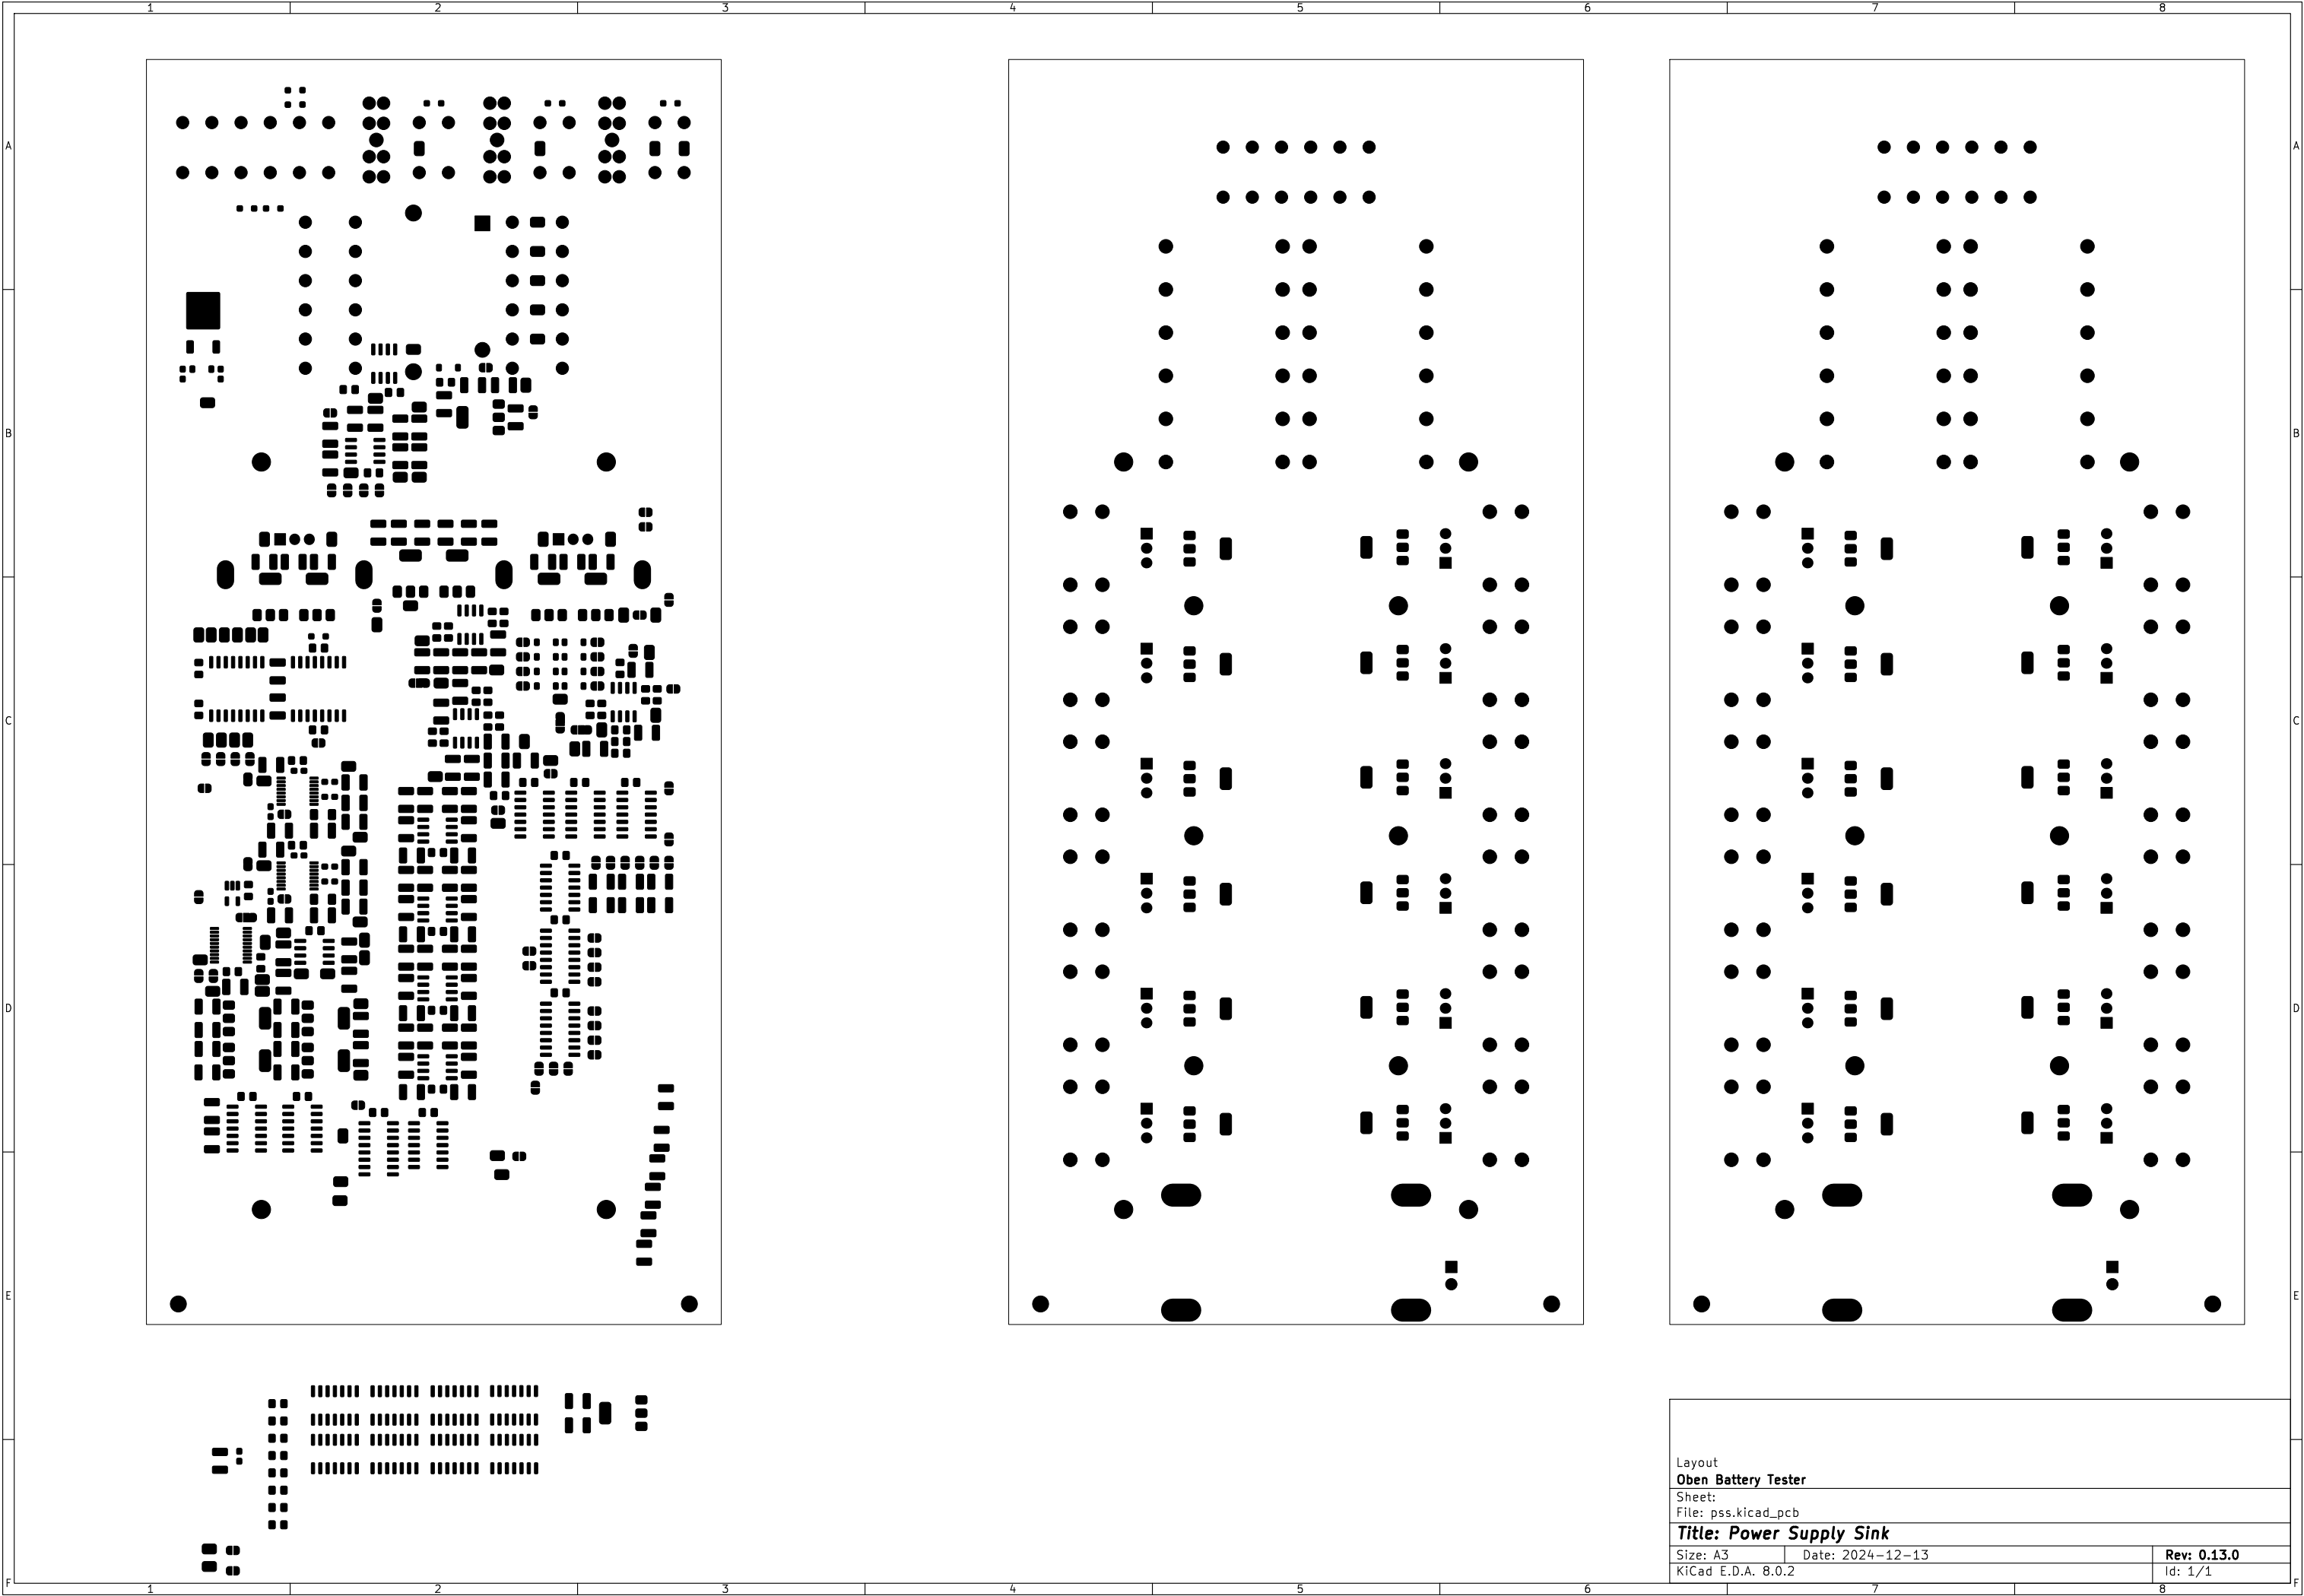 1 2 3 4 5 6 7 8
A A
B B
C C
D D
E E
Layout
Oben Battery Tester
Sheet:
File: pss.kicad_pcb
Title: Power Supply Sink
Size: A3 Date: 2024-12-13 Rev: 0.13.0
KiCad E.D.A. 8.0.2 Id: 1/1
F F
1 2 3 4 5 6 7 8